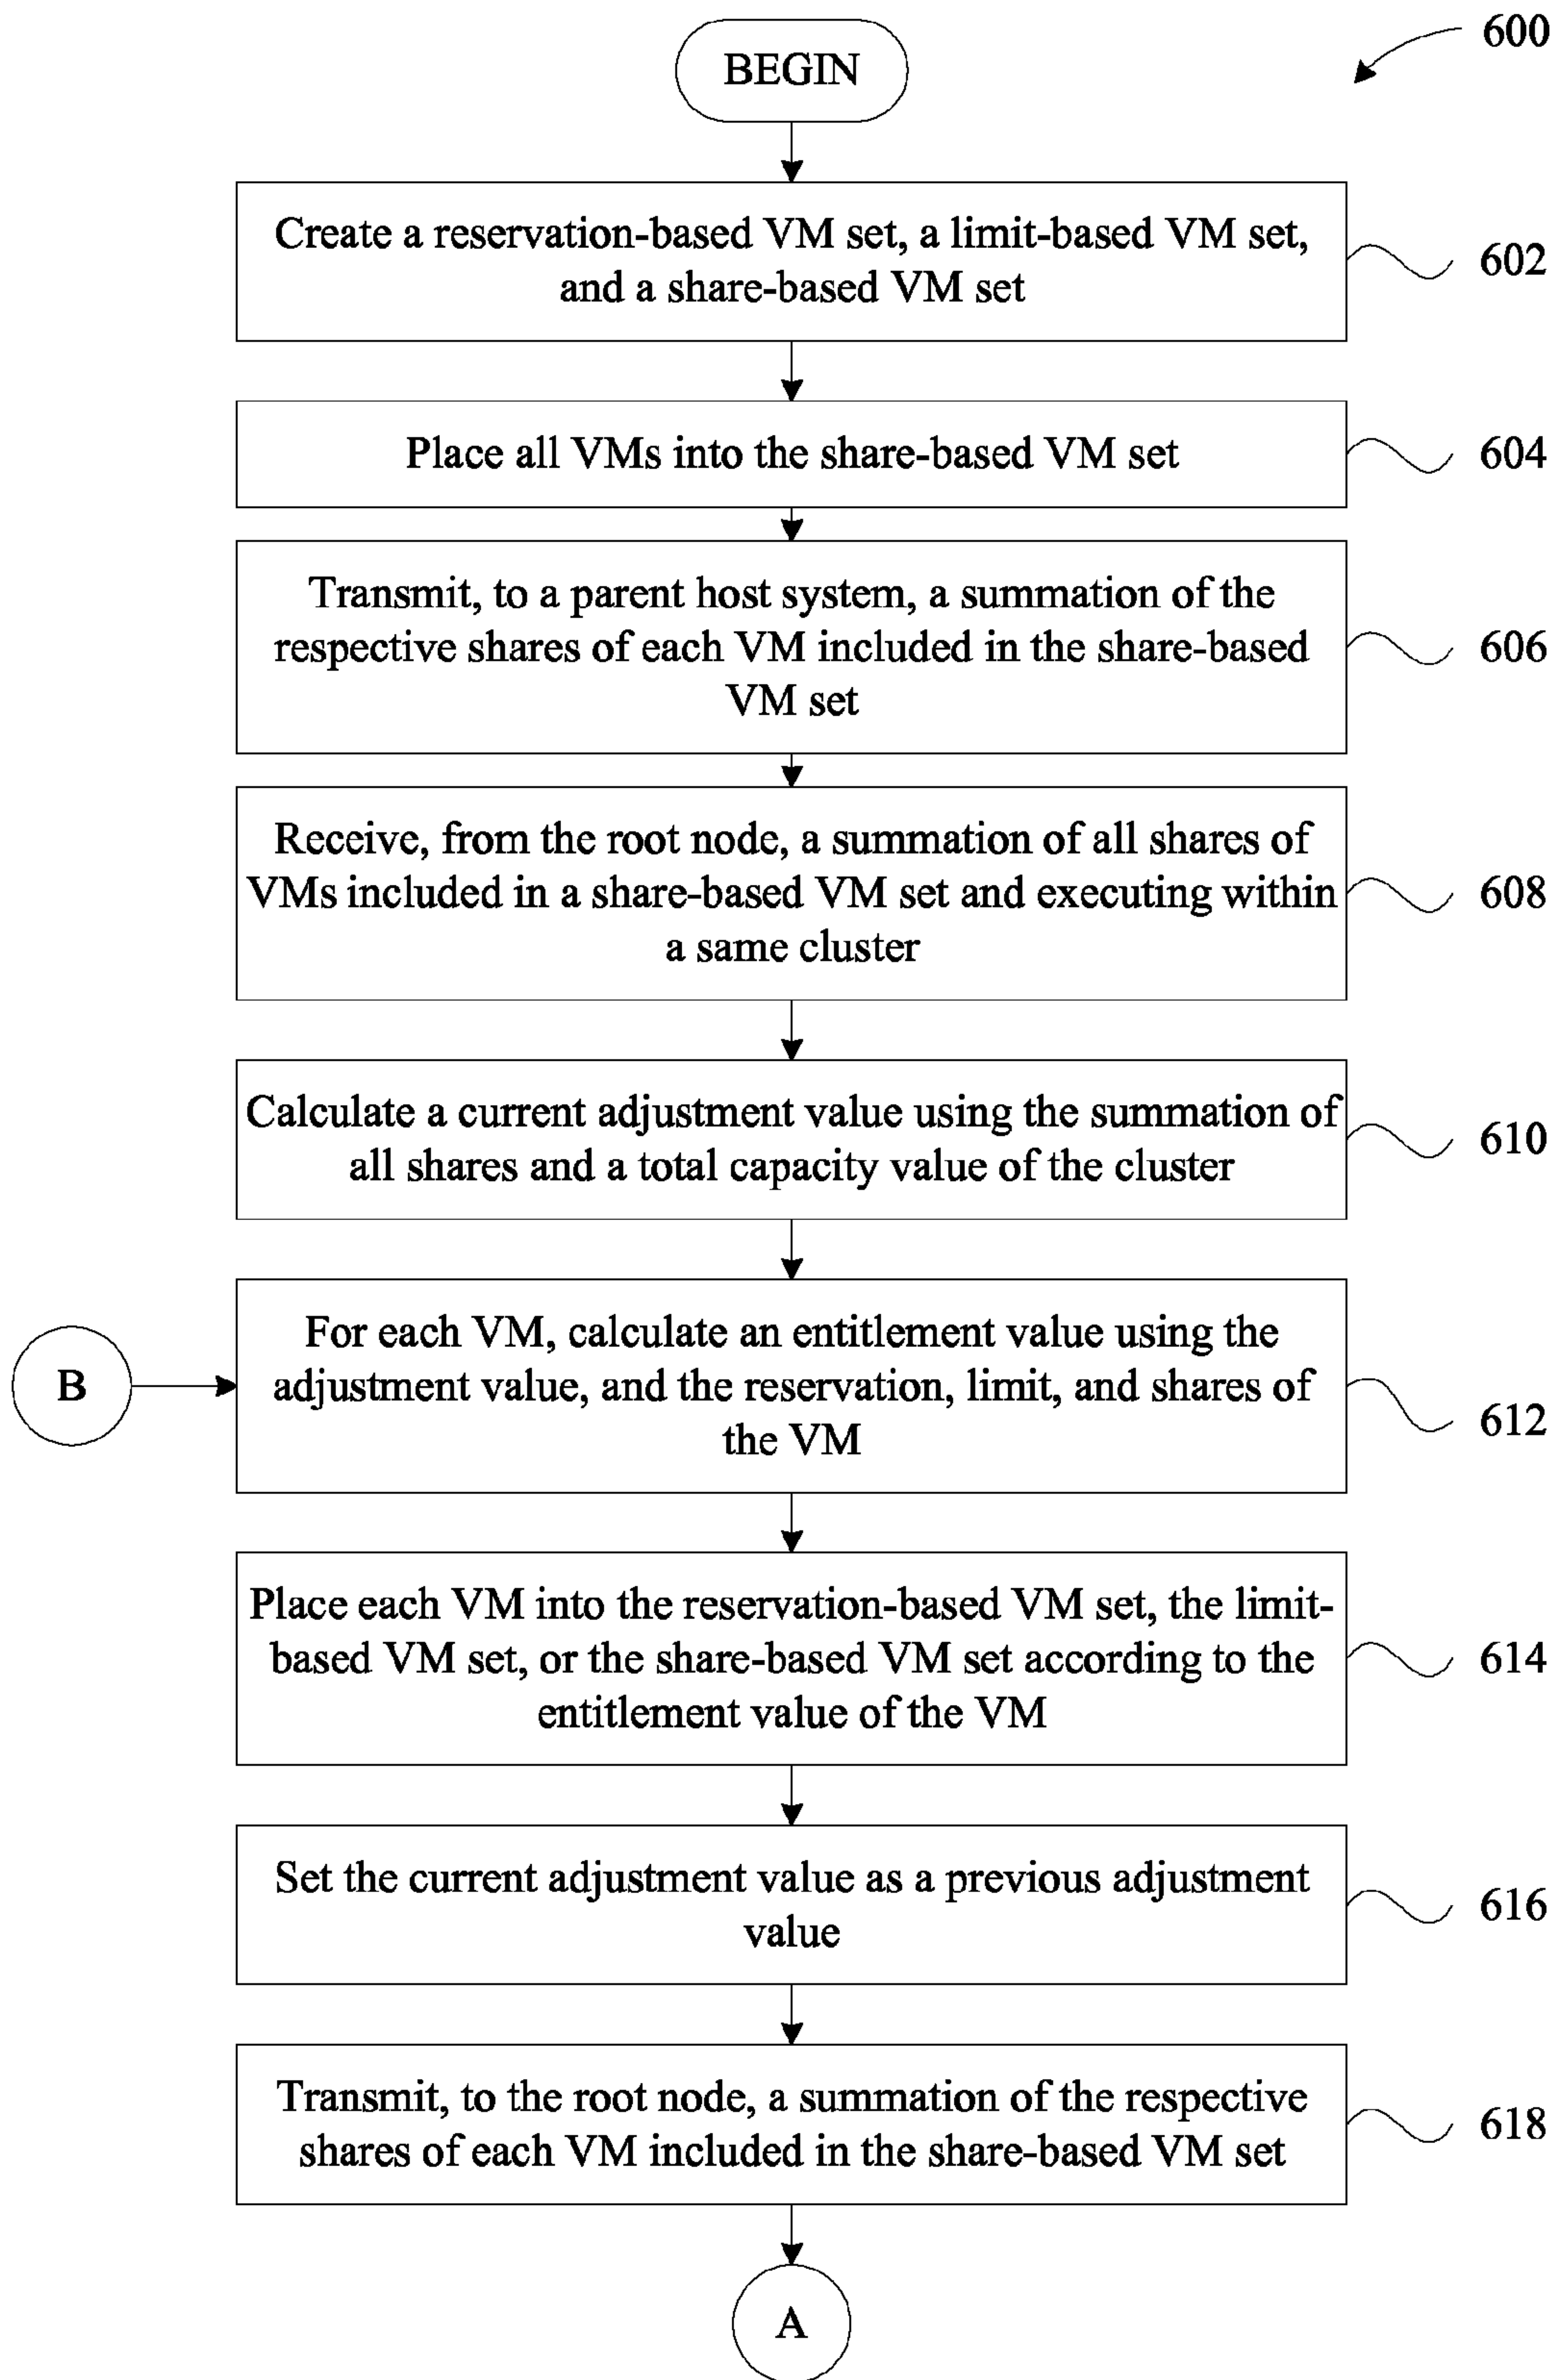 600
BEGIN
Create a reservation-based VM set, a limit-based VM set,
and a share-based VM set
602
Place all VMs into the share-based VM set
604
Transmit, to a parent host system, a summation of the
respective shares of each VM included in the share-based
VM set
606
Receive, from the root node, a summation of all shares of
VMs included in a share-based VM set and executing within
a same cluster
608
Calculate a current adjustment value using the summation of
all shares and a total capacity value of the cluster
610
B
For each VM, calculate an entitlement value using the
adjustment value, and the reservation, limit, and shares of
the VM
612
Place each VM into the reservation-based VM set, the limit-
based VM set, or the share-based VM set according to the
entitlement value of the VM
614
Set the current adjustment value as a previous adjustment
value
616
Transmit, to the root node, a summation of the respective
shares of each VM included in the share-based VM set
618
A